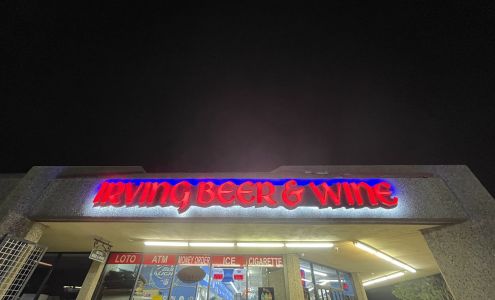 IRVING BEER & WINE
LOTO ATM MONEY ORDER ICE CIGARETTE